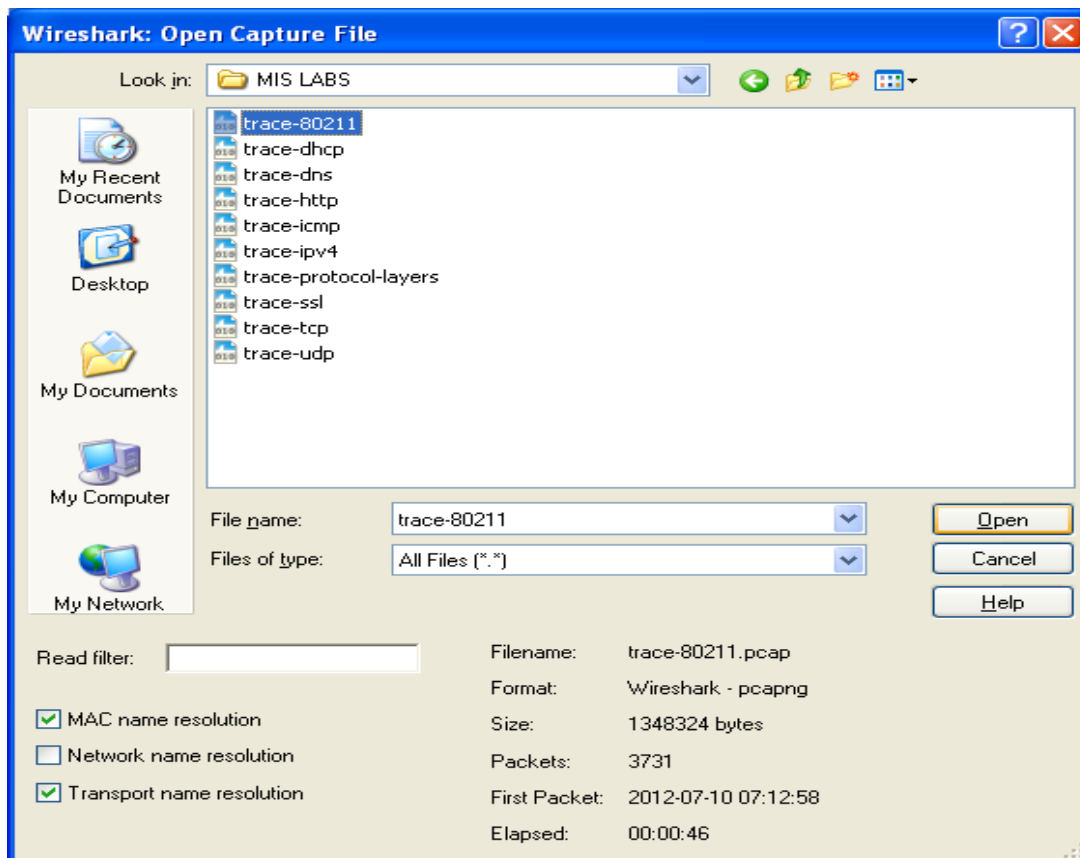 Wireshark: Open Capture File
Look in: MIS LABS
My Recent Documents
Desktop
My Documents
My Computer
My Network
trace-80211
trace-dhcp
trace-dns
trace-http
trace-icmp
trace-ipv4
trace-protocol-layers
trace-ssl
trace-tcp
trace-udp
File name: trace-80211 Open
Files of type: All Files (*.*) Cancel
Help
Read filter:
MAC name resolution
Network name resolution
Transport name resolution
Filename: trace-80211.pcap
Format: Wireshark - pcapng
Size: 1348324 bytes
Packets: 3731
First Packet: 2012-07-10 07:12:58
Elapsed: 00:00:46